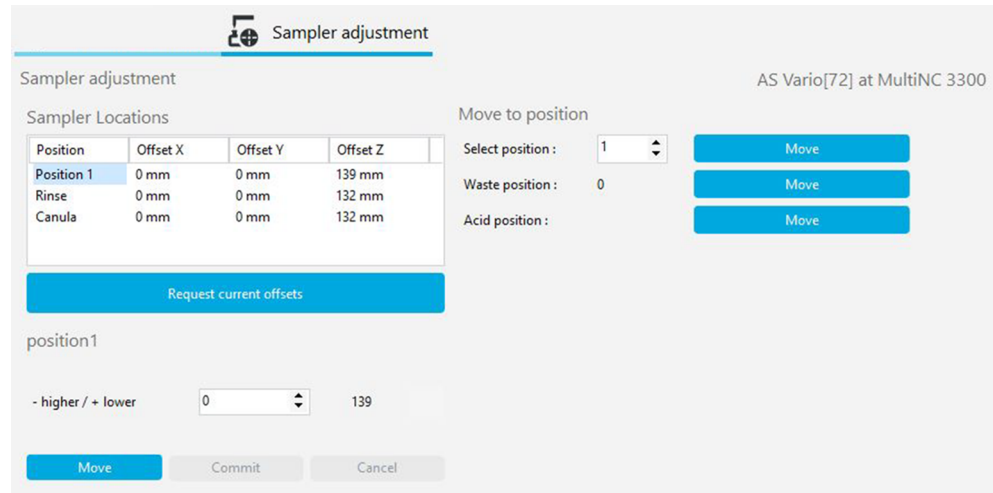 Sampler adjustment
Sampler adjustment
AS Vario[72] at MultiNC 3300
Sampler Locations
Position Offset X Offset Y Offset Z
Position 1 0 mm 0 mm 139 mm
Rinse 0 mm 0 mm 132 mm
Canula 0 mm 0 mm 132 mm
Request current offsets
position1
- higher / + lower 0 139
Move Commit Cancel
Move to position
Select position : 1 Move
Waste position : 0 Move
Acid position : Move